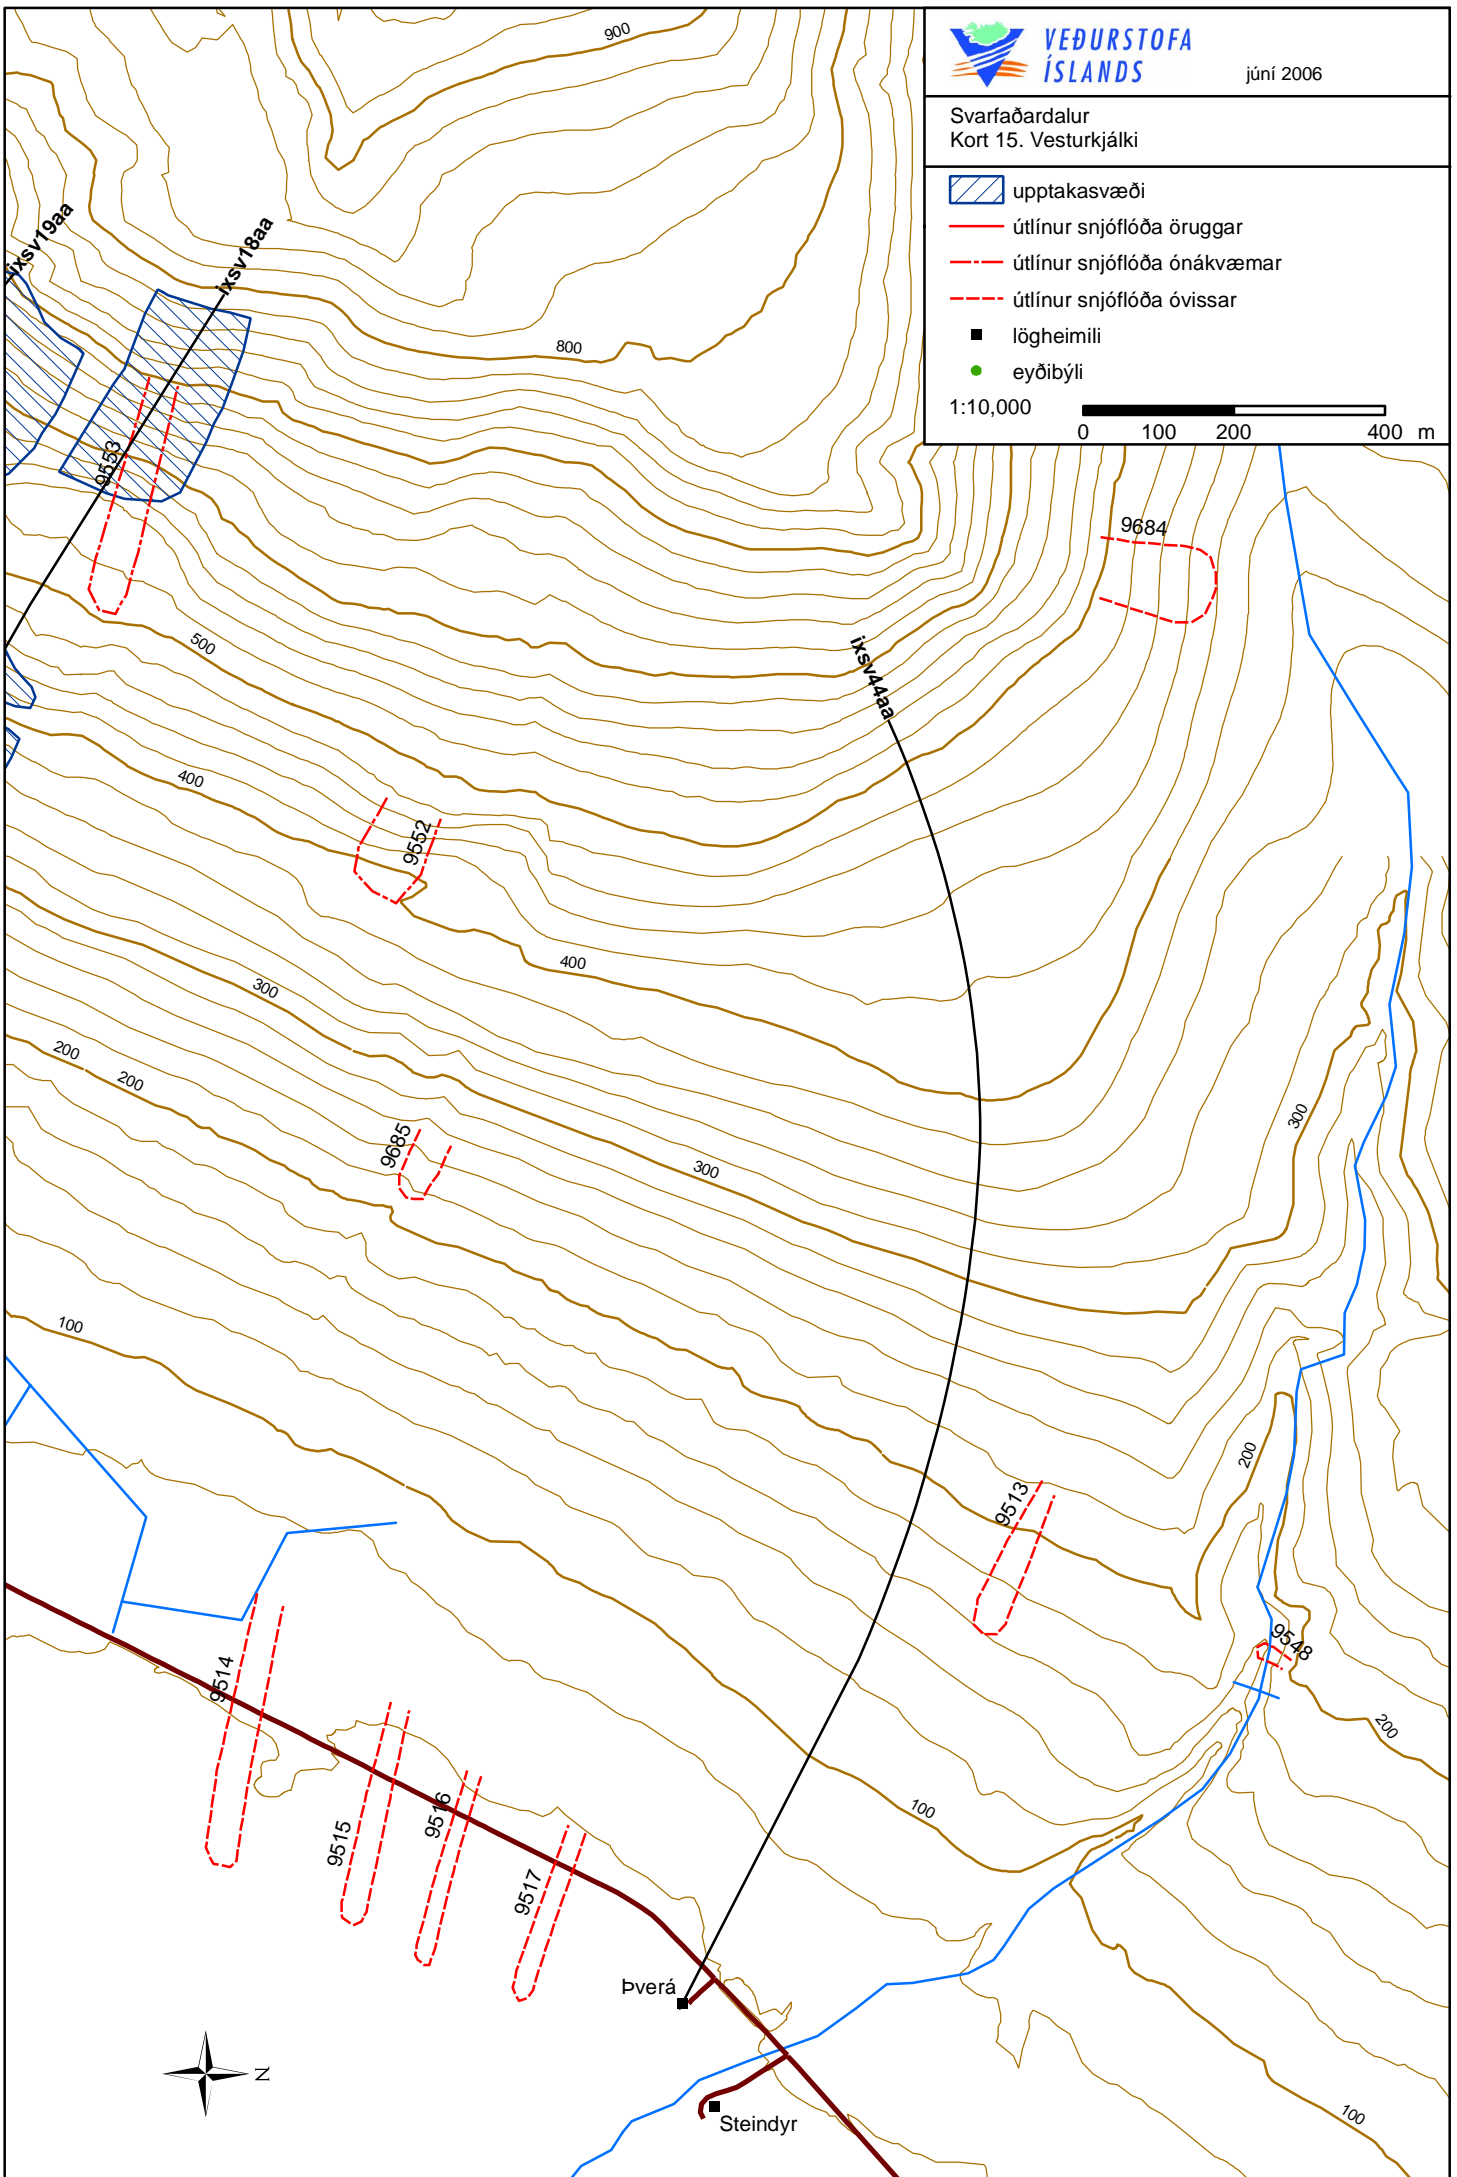 VEÐURSTOFA
ÍSLANDS
júní 2006
Svarfaðardalur
Kort 15. Vesturkjálki
upptakasvæði
útlínur snjóflóða öruggar
útlínur snjóflóða ónákvæmar
útlínur snjóflóða óvissar
lögheimili
eyðibýli
1:10,000
0 100 200 400 m
900
ixsv19aa
ixsv18aa
800
9553
9684
500
ixsv44aa
400
9552
400
300
200
200
300
9685
300
100
200
9513
9548
9514
200
9515
9516
100
9517
Þverá
N
Steindyr
100